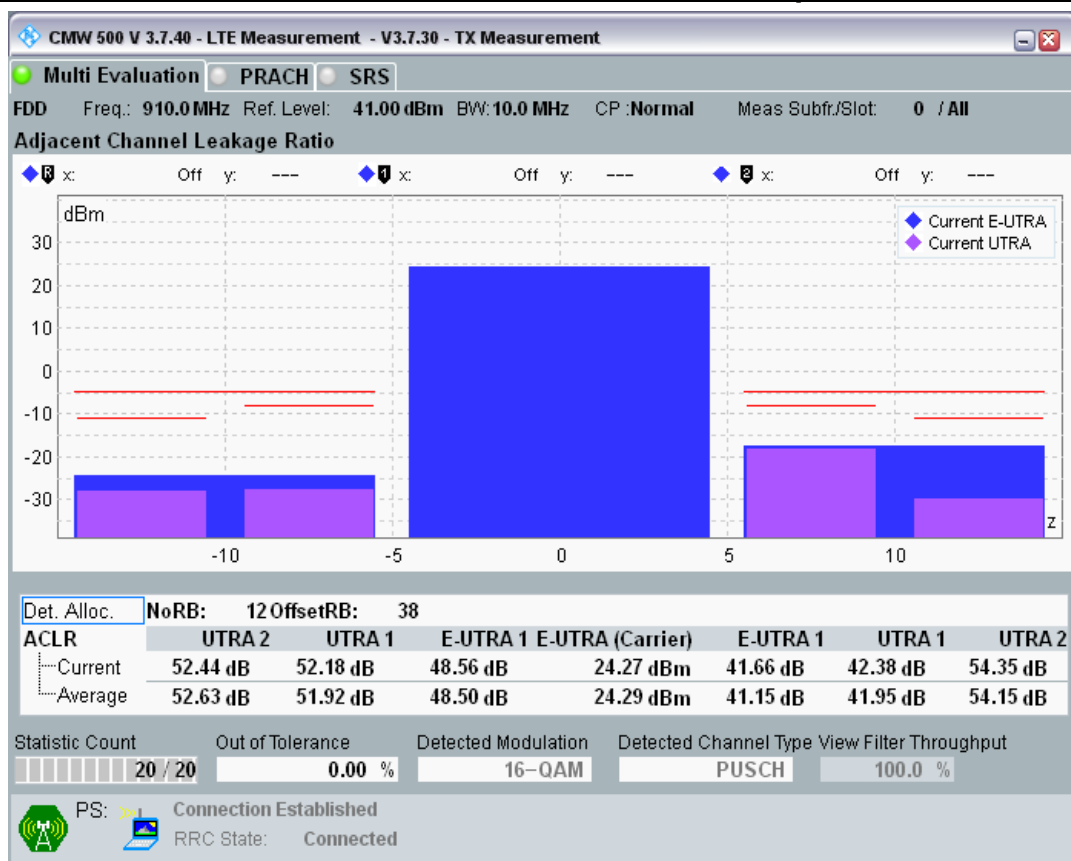 CMW 500 V 3.7.40 - LTE Measurement - V3.7.30 - TX Measurement
Multi Evaluation PRACH SRS
FDD Freq.: 910.0 MHz Ref. Level: 41.00 dBm BW: 10.0 MHz CP :Normal Meas Subfr./Slot: 0 / All
Adjacent Channel Leakage Ratio
R x: Off y: --- 1 x: Off y: --- 2 x: Off y: ---
dBm
Current E-UTRA
Current UTRA
30
20
10
0
-10
-20
-30
z
-10 -5 0 5 10
Det. Alloc. NoRB: 12 OffsetRB: 38
ACLR UTRA 2 UTRA 1 E-UTRA 1 E-UTRA (Carrier) E-UTRA 1 UTRA 1 UTRA 2
Current 52.44 dB 52.18 dB 48.56 dB 24.27 dBm 41.66 dB 42.38 dB 54.35 dB
Average 52.63 dB 51.92 dB 48.50 dB 24.29 dBm 41.15 dB 41.95 dB 54.15 dB
Statistic Count Out of Tolerance Detected Modulation Detected Channel Type View Filter Throughput
20 / 20 0.00 % 16-QAM PUSCH 100.0 %
PS: Connection Established
RRC State: Connected